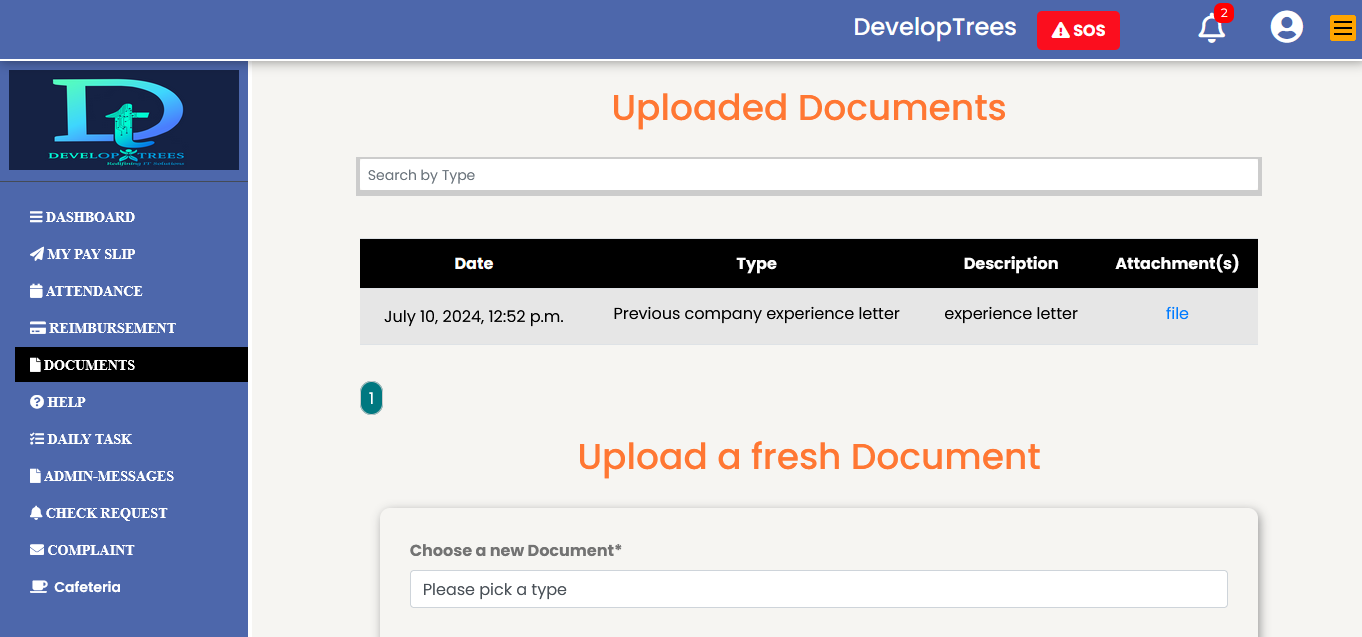 DevelopTrees
SOS
2
DEVELOP TREES
Redifining IT Solutions
DASHBOARD
MY PAY SLIP
ATTENDANCE
REIMBURSEMENT
DOCUMENTS
HELP
DAILY TASK
ADMIN-MESSAGES
CHECK REQUEST
COMPLAINT
Cafeteria
Uploaded Documents
Search by Type
Date Type Description Attachment(s)
July 10, 2024, 12:52 p.m. Previous company experience letter experience letter file
1
Upload a fresh Document
Choose a new Document*
Please pick a type